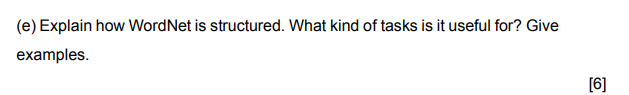 (e) Explain how WordNet is structured. What kind of tasks is it useful for? Give
examples.
[6]